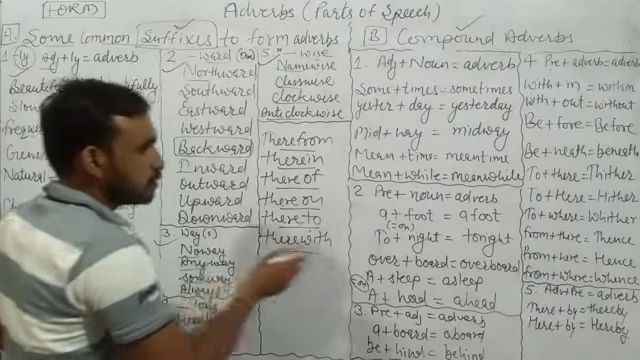 FORM
Adverbs (Parts of Speech)
A. Some Common Suxxixes to form adverbs
1. -ly, adj + ly = adverb
Slow
Natural -
2. -ward (on)
Northward
Southward
Eastward
Westward
Backward
Inward
Outward
Upward
Downward
3. Way(s)
Noway
Anyway
5. -wise
Namewise
Classwise
Clockwise
Anticlockwise
Therefrom
therein
there of
there on
there to
therewith
B Compound Adverbs
1. Adj + Noun = adverb
Some + times = sometimes
yester + day = yesterday
Mid + way = midway
Mean + time = meantime
Mean + while = meanwhile
2 Pre + noun = adverb
a + foot = afoot
(=on)
To + night = tonight
over + board = overboard
(on) A + sleep = asleep
A + head = ahead
3. Pre + adj = adverb
a + board = aboard
be + hind = behind
4. Pre + adverb = adverb
with + in = within
with + out = without
Be + fore = Before
Be + neath = beneath
To + there = Thither
To + here = Hither
To + where = Whither
from + there = Thence
from + here = Hence
from + where = Whence
5. Adv + Pre = adverb
There + by = thereby
Here + by = Hereby